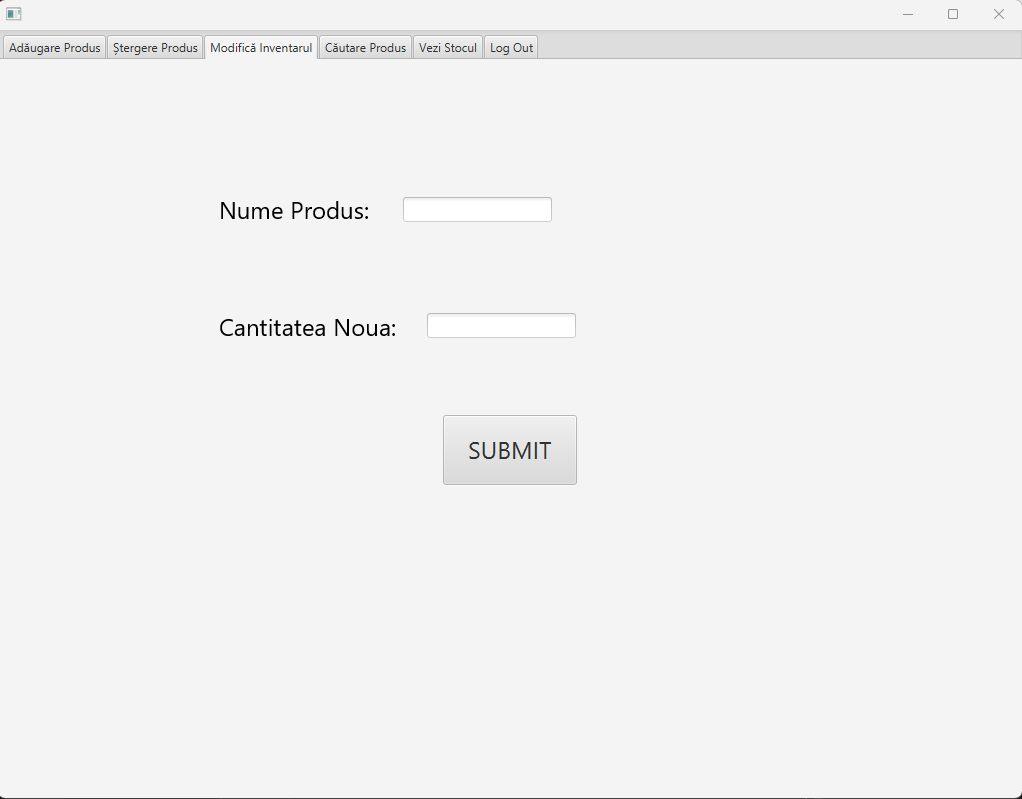 Adăugare Produs Ștergere Produs Modifică Inventarul Căutare Produs Vezi Stocul Log Out
Nume Produs:
Cantitatea Noua:
SUBMIT